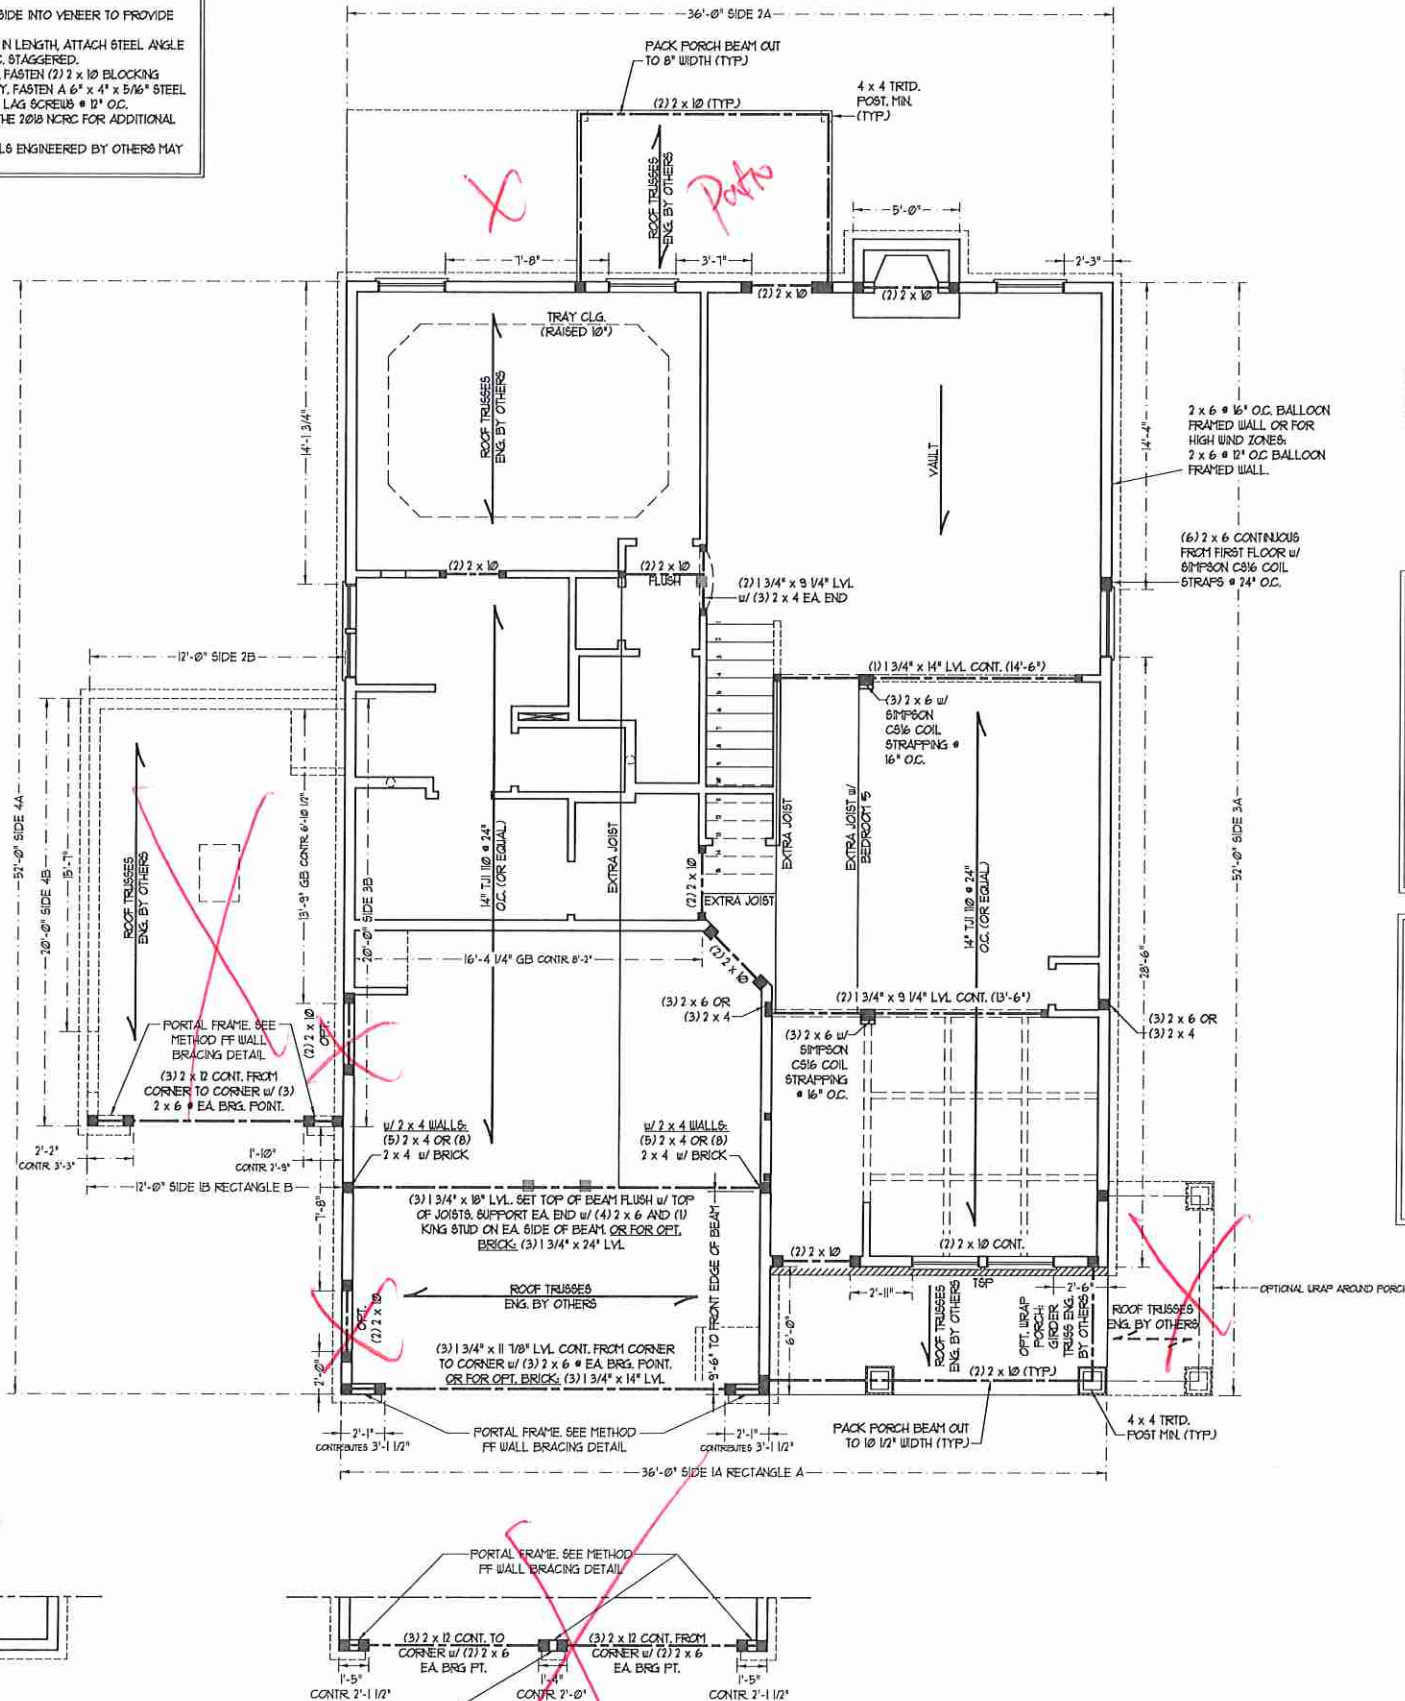 SIDE INTO VENEER TO PROVIDE
IN LENGTH, ATTACH STEEL ANGLE
STAGGERED.
FASTEN (2) 2 x 10 BLOCKING
FASTEN A 6" x 4" x 5/16" STEEL
LAG SCREWS @ 12" O.C.
THE 2018 NCRC FOR ADDITIONAL
ENGINEERED BY OTHERS MAY
36'-0" SIDE 2A
PACK PORCH BEAM OUT
TO 8" WIDTH (TYP.)
(2) 2 x 10 (TYP.)
4 x 4 TRTD.
POST, MIN.
(TYP.)
X
ROOF TRUSSES
ENG. BY OTHERS
Patio
5'-0"
7'-8"
3'-7"
2'-3"
(2) 2 x 10
(2) 2 x 10
TRAY CLG.
(RAISED 10")
ROOF TRUSSES
ENG. BY OTHERS
14'-1 3/4"
VAULT
14'-4"
2 x 6 @ 16" O.C. BALLOON
FRAMED WALL OR FOR
HIGH WIND ZONES:
2 x 6 @ 12" O.C. BALLOON
FRAMED WALL.
(6) 2 x 6 CONTINUOUS
FROM FIRST FLOOR w/
SIMPSON CS16 COIL
STRAPS @ 24" O.C.
(2) 2 x 10
(2) 2 x 10
FLUSH
(2) 1 3/4" x 9 1/4" LVL
w/ (3) 2 x 4 EA. END
12'-0" SIDE 2B
(1) 1 3/4" x 14" LVL CONT. (14'-6")
(3) 2 x 6 w/
SIMPSON
CS16 COIL
STRAPPING @
16" O.C.
52'-0" SIDE 4A
20'-0" SIDE 4B
15'-7"
ROOF TRUSSES
ENG. BY OTHERS
13'-9" GB CONTR. 6'-10 1/2"
20'-0" SIDE 3B
14" TJI 110 @ 24"
O.C. (OR EQUAL)
EXTRA JOIST
(2) 2 x 10
EXTRA JOIST
EXTRA JOIST
EXTRA JOIST w/
BEDROOM 5
14" TJI 110 @ 24"
O.C. (OR EQUAL)
52'-0" SIDE 3A
28'-6"
16'-4 1/4" GB CONTR. 8'-2"
(2) 2 x 10
(3) 2 x 6 OR
(3) 2 x 4
(2) 1 3/4" x 9 1/4" LVL CONT. (13'-6")
(3) 2 x 6 w/
SIMPSON
CS16 COIL
STRAPPING
@ 16" O.C.
(3) 2 x 6 OR
(3) 2 x 4
PORTAL FRAME. SEE
METHOD PF WALL
BRACING DETAIL
(3) 2 x 12 CONT. FROM
CORNER TO CORNER w/ (3)
2 x 6 @ EA. BRG. POINT.
(2) 2 x 10
OPT.
2'-2"
CONTR. 3'-3"
1'-10"
CONTR. 2'-9"
12'-0" SIDE 1B RECTANGLE B
7'-8"
w/ 2 x 4 WALLS:
(5) 2 x 4 OR (8)
2 x 4 w/ BRICK
w/ 2 x 4 WALLS:
(5) 2 x 4 OR (8)
2 x 4 w/ BRICK
(3) 1 3/4" x 18" LVL. SET TOP OF BEAM FLUSH w/ TOP
OF JOISTS. SUPPORT EA. END w/ (4) 2 x 6 AND (1)
KING STUD ON EA. SIDE OF BEAM. OR FOR OPT.
BRICK: (3) 1 3/4" x 24" LVL
ROOF TRUSSES
ENG. BY OTHERS
OPT.
(2) 2 x 10
2'-0"
(3) 1 3/4" x 11 7/8" LVL CONT. FROM CORNER
TO CORNER w/ (3) 2 x 6 @ EA. BRG. POINT.
OR FOR OPT. BRICK: (3) 1 3/4" x 14" LVL
9'-6" TO FRONT EDGE OF BEAM
6'-0"
(2) 2 x 10
(2) 2 x 10 CONT.
TSP
2'-11"
2'-6"
ROOF TRUSSES
ENG. BY OTHERS
OPT. WRAP
PORCH:
GIRDER
TRUSS ENG.
BY OTHERS
ROOF TRUSSES
ENG. BY OTHERS
OPTIONAL WRAP AROUND PORCH
(2) 2 x 10 (TYP.)
PACK PORCH BEAM OUT
TO 10 1/2" WIDTH (TYP.)
4 x 4 TRTD.
POST MIN. (TYP.)
2'-1"
CONTRIBUTES 3'-1 1/2"
PORTAL FRAME. SEE METHOD
PF WALL BRACING DETAIL
2'-1"
CONTRIBUTES 3'-1 1/2"
36'-0" SIDE 1A RECTANGLE A
PORTAL FRAME. SEE METHOD
PF WALL BRACING DETAIL
(3) 2 x 12 CONT. TO
CORNER w/ (2) 2 x 6
EA. BRG PT.
(3) 2 x 12 CONT. FROM
CORNER w/ (2) 2 x 6
EA. BRG PT.
1'-5"
CONTR. 2'-1 1/2"
1'-4"
CONTR. 2'-0"
1'-5"
CONTR. 2'-1 1/2"